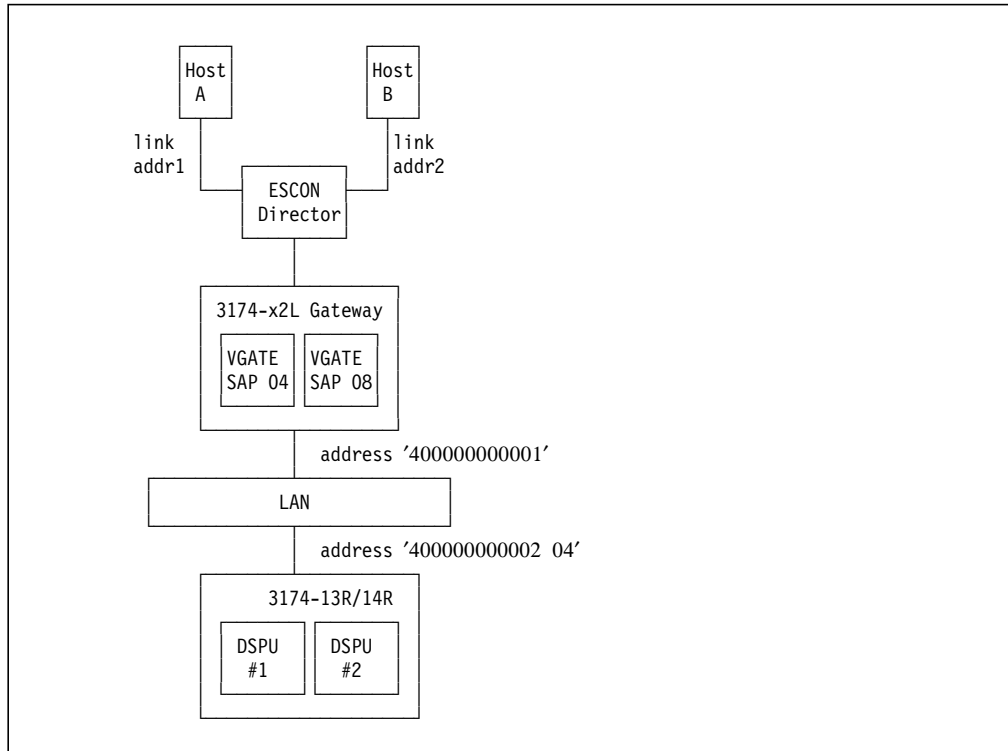 Host Host
A B
link link
addr1 addr2
ESCON
Director
3174-x2L Gateway
VGATE VGATE
SAP 04 SAP 08
address ′400000000001′
LAN
address ′400000000002 04′
3174-13R/14R
DSPU DSPU
#1 #2